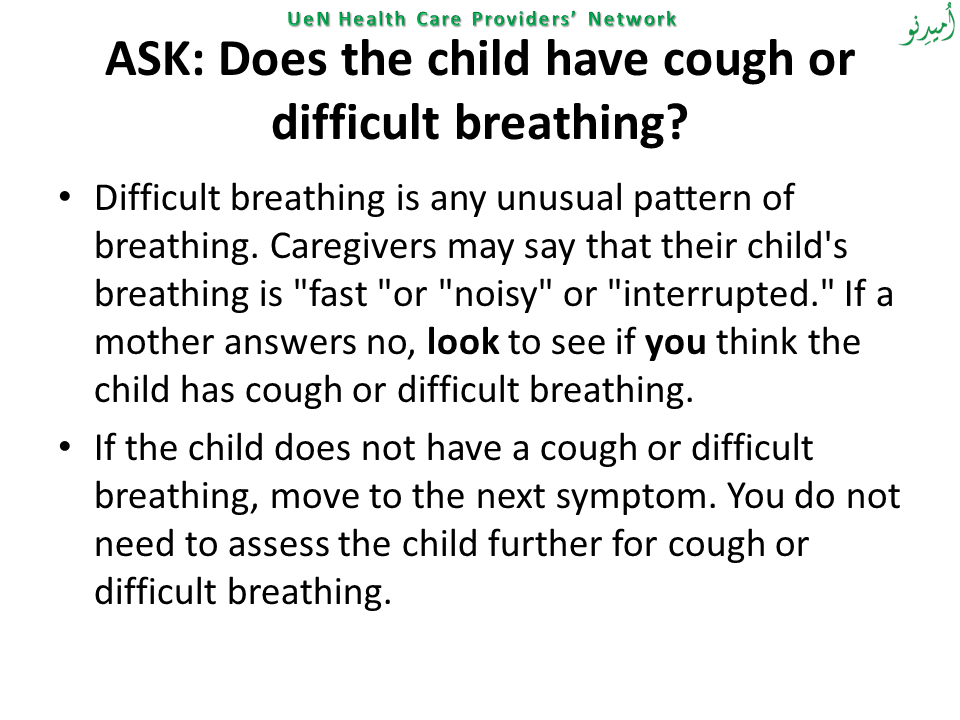 UeN Health Care Providers’ Network
اُمیدِنو
ASK: Does the child have cough or
difficult breathing?
• Difficult breathing is any unusual pattern of
breathing. Caregivers may say that their child's
breathing is "fast "or "noisy" or "interrupted." If a
mother answers no, look to see if you think the
child has cough or difficult breathing.
• If the child does not have a cough or difficult
breathing, move to the next symptom. You do not
need to assess the child further for cough or
difficult breathing.